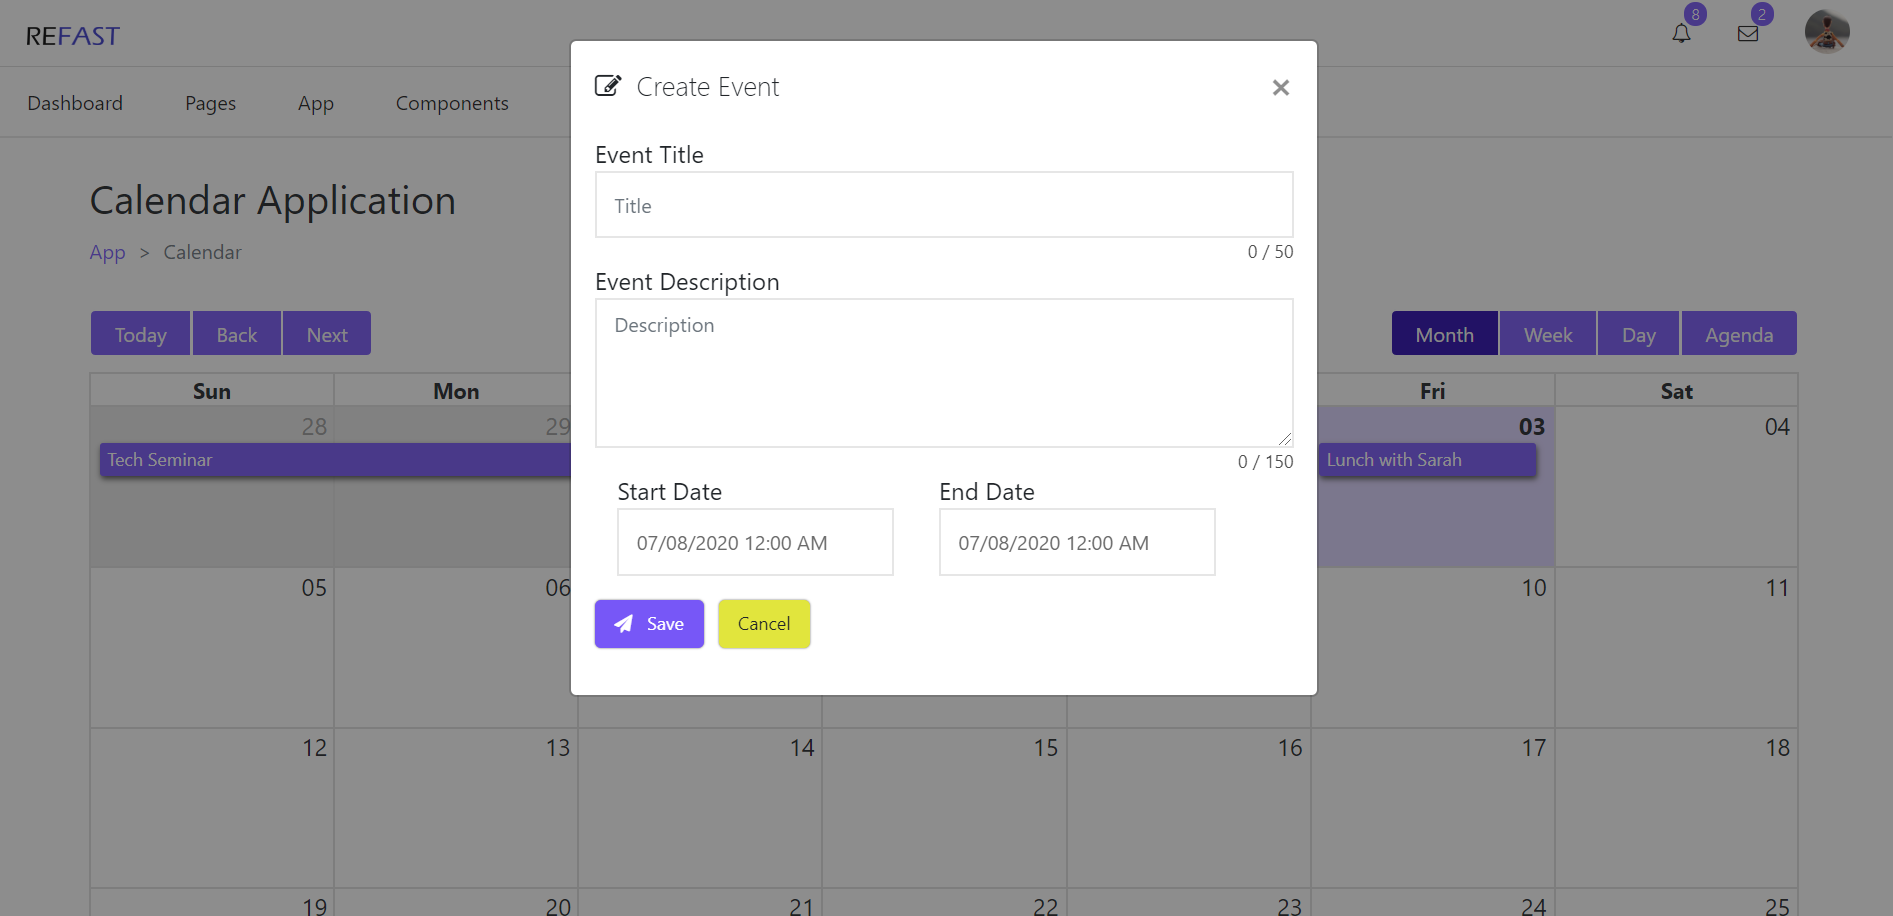 REFAST
8
2
Dashboard
Pages
App
Components
Create Event
×
Event Title
Title
0 / 50
Event Description
Description
0 / 150
Start Date
End Date
07/08/2020 12:00 AM
07/08/2020 12:00 AM
Save
Cancel
Calendar Application
App > Calendar
Today
Back
Next
Month
Week
Day
Agenda
Sun
Mon
Fri
Sat
28
29
03
04
Tech Seminar
Lunch with Sarah
05
06
10
11
12
13
14
15
16
17
18
19
20
21
22
23
24
25